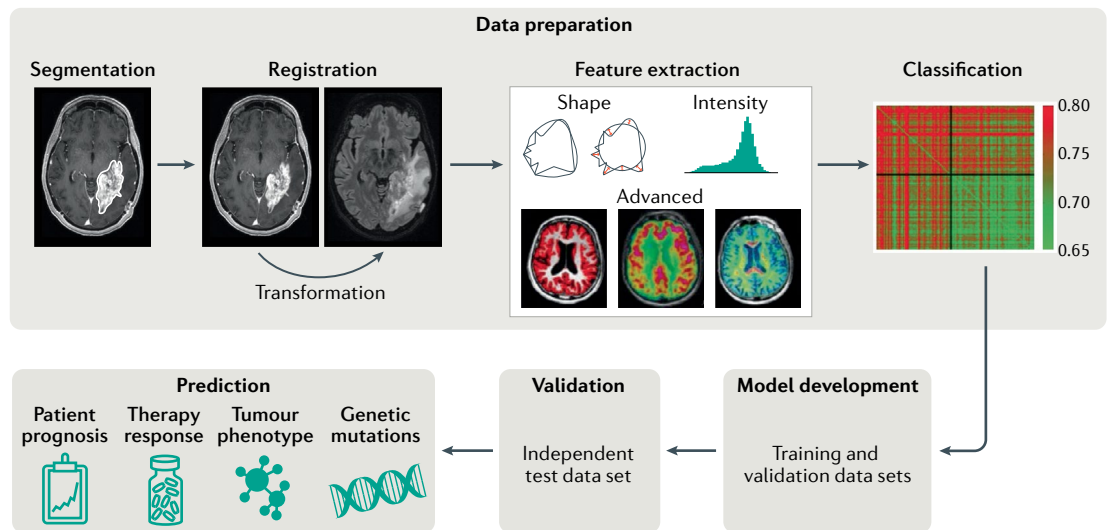 Data preparation
Segmentation
Registration
Feature extraction
Classification
Shape
Intensity
Advanced
Transformation
0.80
0.75
0.70
0.65
Prediction
Patient
prognosis
Therapy
response
Tumour
phenotype
Genetic
mutations
Validation
Independent
test data set
Model development
Training and
validation data sets